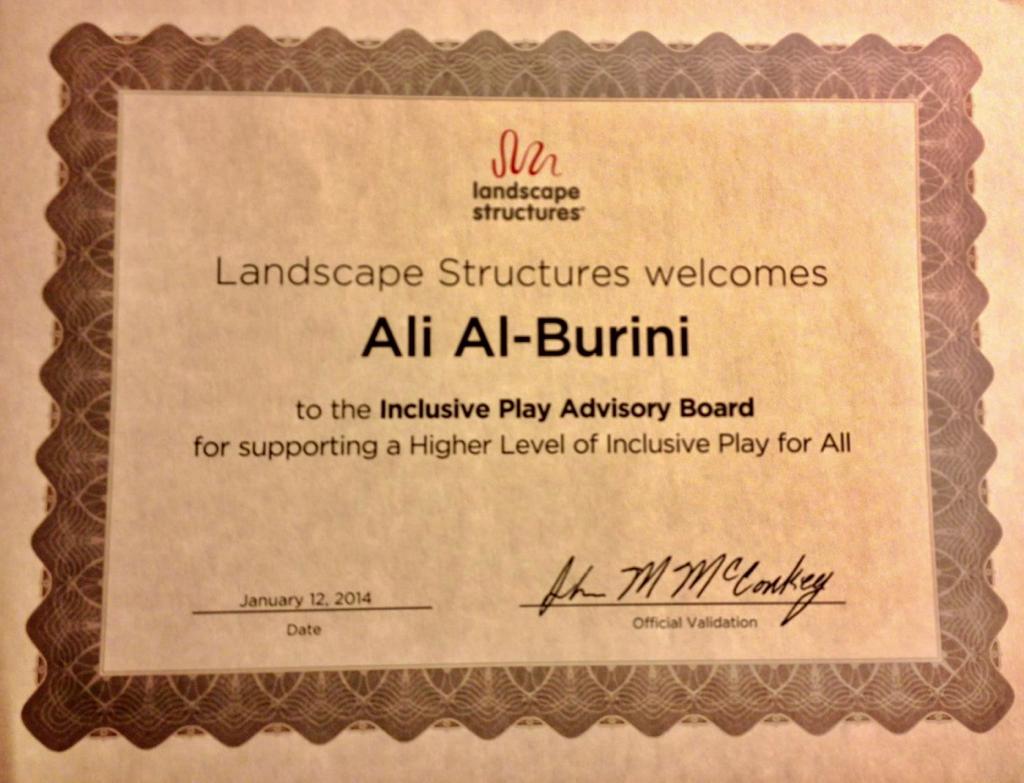 landscape
structures
Landscape Structures welcomes
Ali Al-Burini
to the Inclusive Play Advisory Board
for supporting a Higher Level of Inclusive Play for All
January 12, 2014
Date
M McConkey
Official Validation